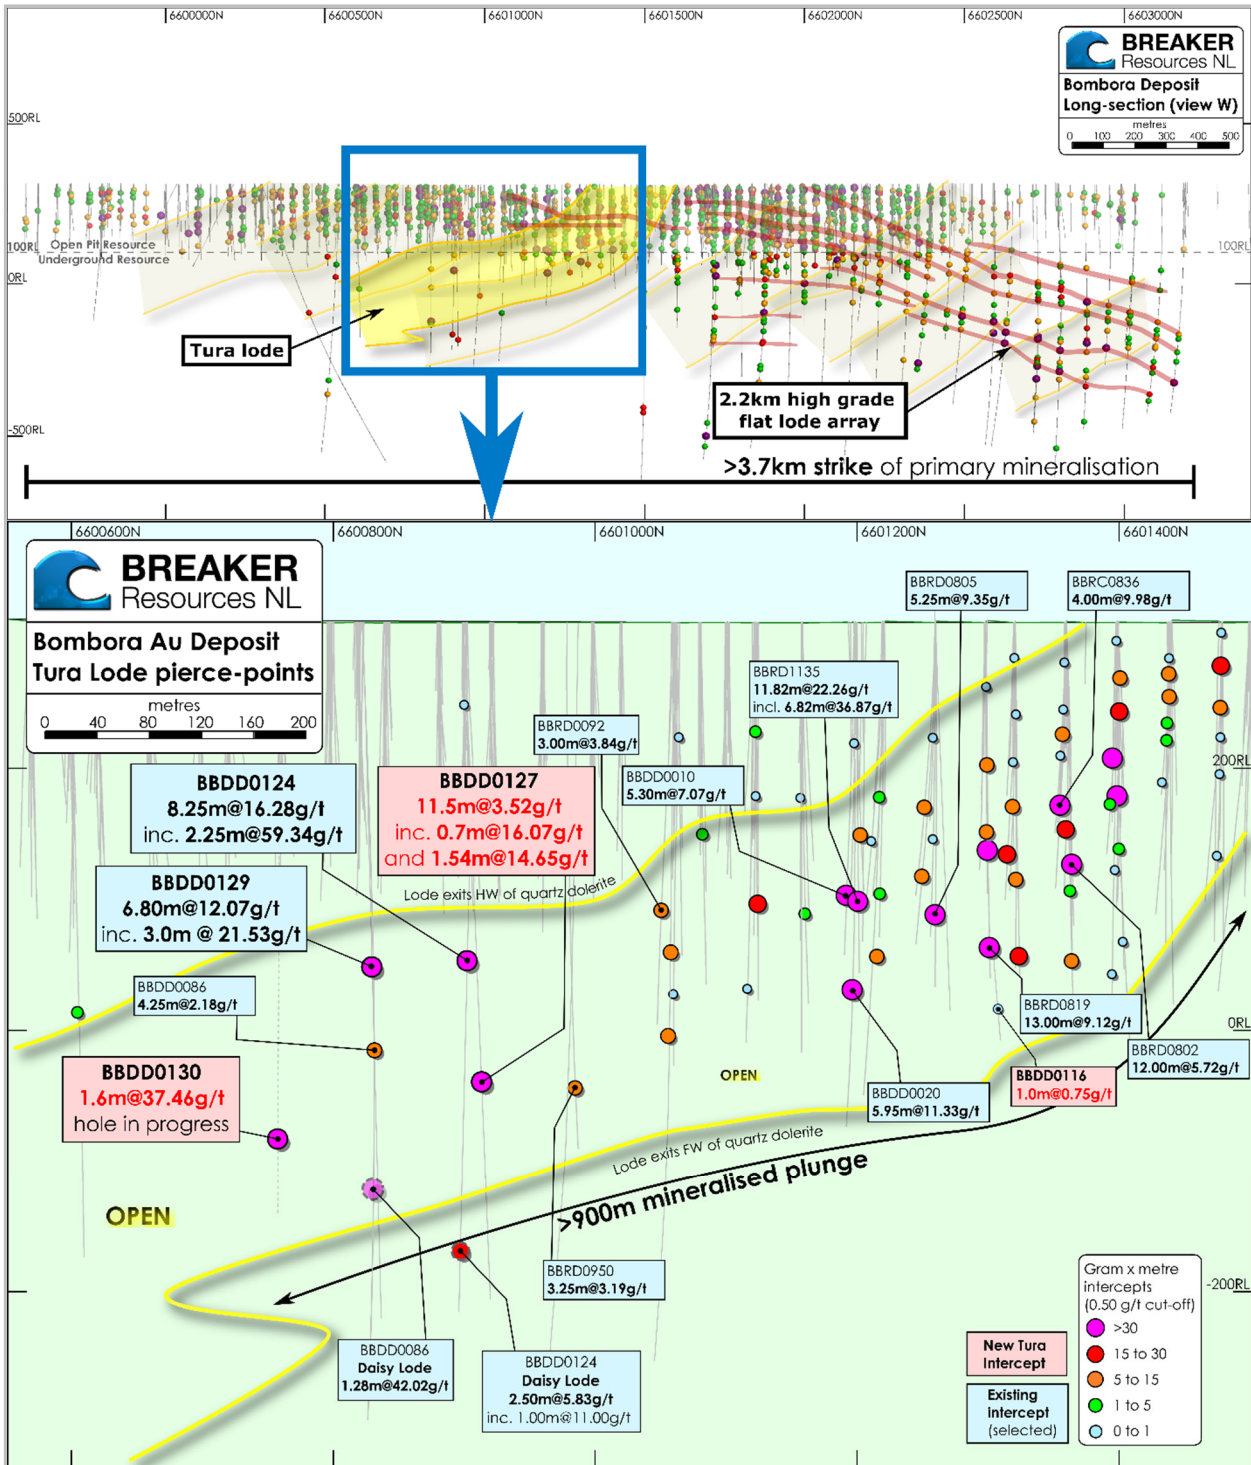 6600000N
6600500N
6601000N
6601500N
6602000N
6602500N
6603000N
BREAKER
Resources NL
Bombora Deposit
Long-section (view W)
metres
0 100 200 300 400 500
500RL
100RL
Open Pit Resource
Underground Resource
100RL
0RL
Tura lode
2.2km high grade
flat lode array
-500RL
>3.7km strike of primary mineralisation
6600600N
6600800N
6601000N
6601200N
6601400N
BREAKER
Resources NL
Bombora Au Deposit
Tura Lode pierce-points
metres
0 40 80 120 160 200
BBRD0805
5.25m@9.35g/t
BBRC0836
4.00m@9.98g/t
BBRD1135
11.82m@22.26g/t
incl. 6.82m@36.87g/t
BBRD0092
3.00m@3.84g/t
BBDD0010
5.30m@7.07g/t
200RL
BBDD0124
8.25m@16.28g/t
inc. 2.25m@59.34g/t
BBDD0127
11.5m@3.52g/t
inc. 0.7m@16.07g/t
and 1.54m@14.65g/t
Lode exits HW of quartz dolerite
BBDD0129
6.80m@12.07g/t
inc. 3.0m @ 21.53g/t
BBDD0086
4.25m@2.18g/t
BBRD0819
13.00m@9.12g/t
0RL
BBRD0802
12.00m@5.72g/t
BBDD0130
1.6m@37.46g/t
hole in progress
OPEN
BBDD0116
1.0m@0.75g/t
BBDD0020
5.95m@11.33g/t
Lode exits FW of quartz dolerite
>900m mineralised plunge
OPEN
BBRD0950
3.25m@3.19g/t
-200RL
BBDD0086
Daisy Lode
1.28m@42.02g/t
BBDD0124
Daisy Lode
2.50m@5.83g/t
inc. 1.00m@11.00g/t
New Tura
Intercept
Existing
intercept
(selected)
Gram x metre
intercepts
(0.50 g/t cut-off)
>30
15 to 30
5 to 15
1 to 5
0 to 1